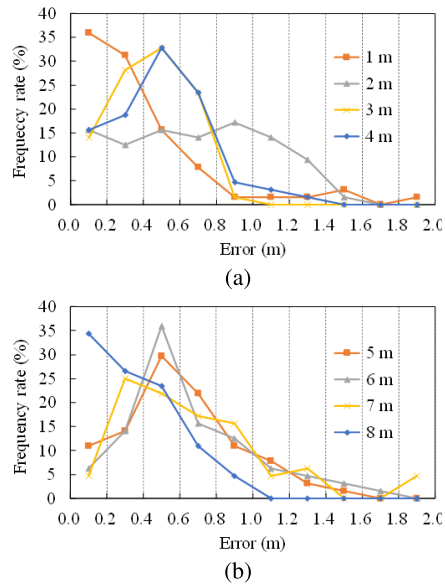 40
35
30
25
20
15
10
5
0
Frequeccy rate (%)
1 m
2 m
3 m
4 m
0.0 0.2 0.4 0.6 0.8 1.0 1.2 1.4 1.6 1.8 2.0
Error (m)
(a)
40
35
30
25
20
15
10
5
0
Frequency rate (%)
5 m
6 m
7 m
8 m
0.0 0.2 0.4 0.6 0.8 1.0 1.2 1.4 1.6 1.8 2.0
Error (m)
(b)